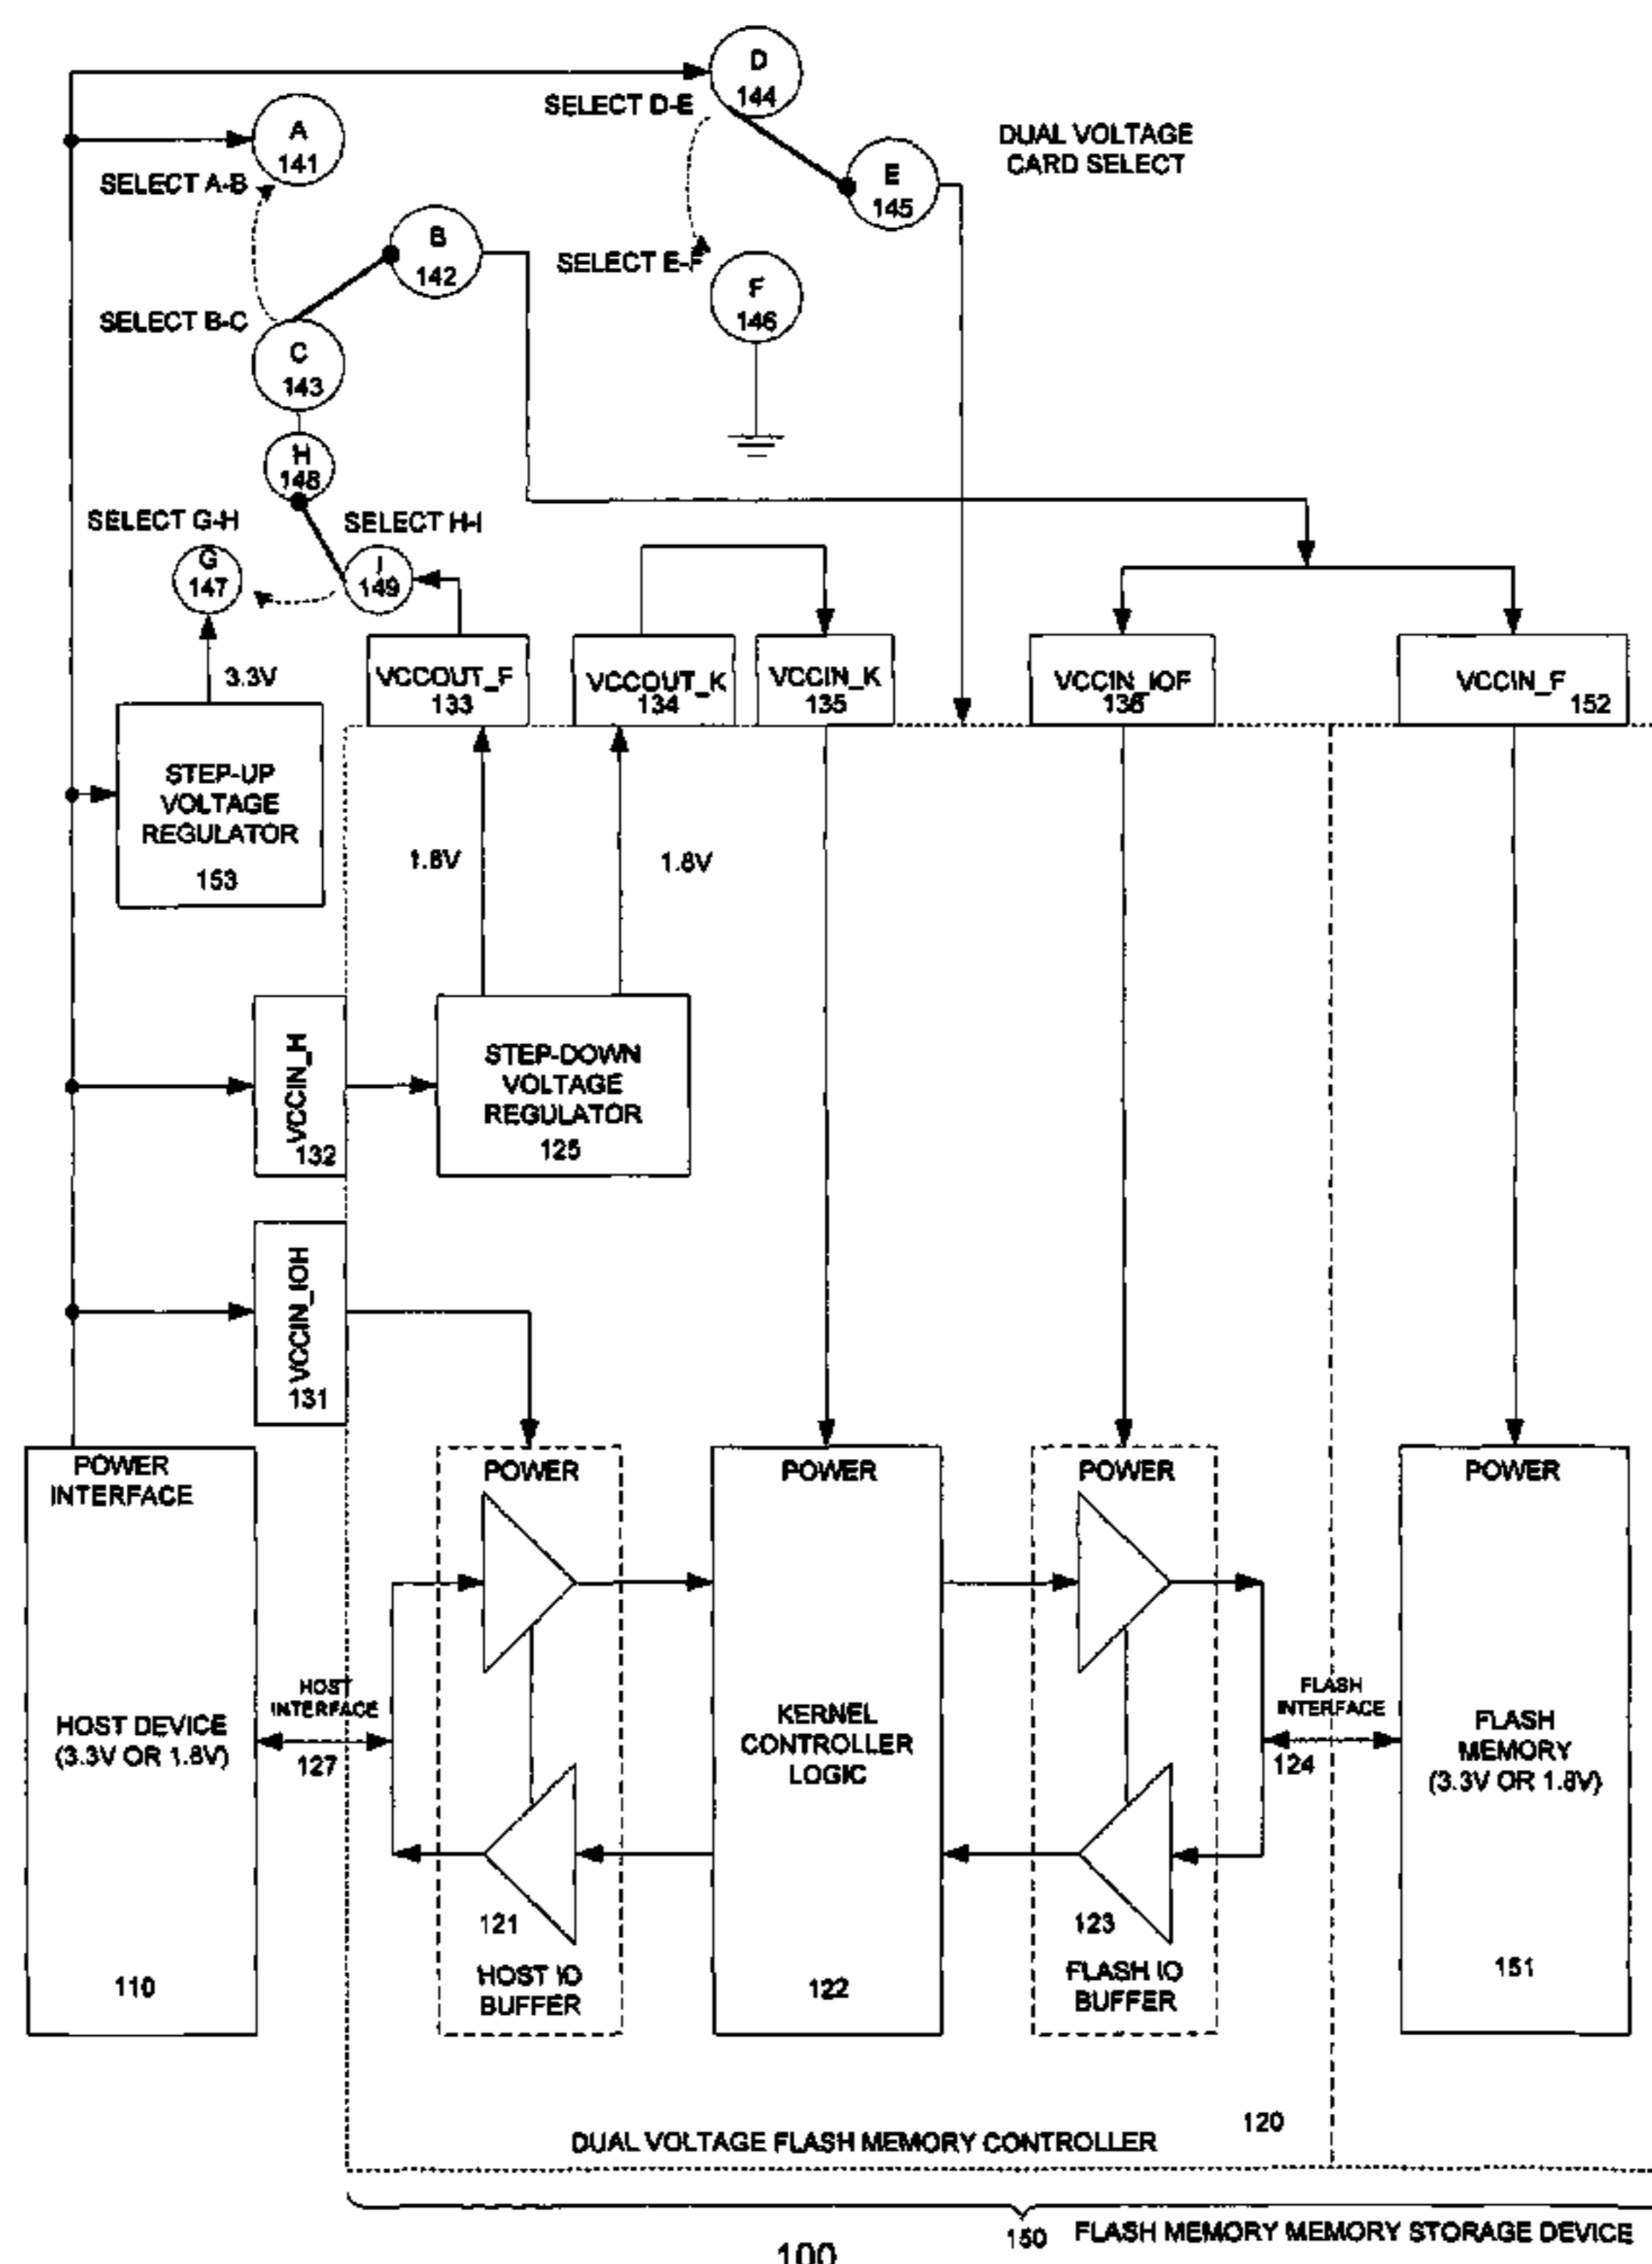 D
144
SELECT D-E
A
141
DUAL VOLTAGE
CARD SELECT
SELECT A-B
E
145
B
142
SELECT E-F
F
146
SELECT B-C
C
143
H
148
SELECT G-H
SELECT H-I
G
147
I
149
3.3V
VCCOUT_F
133
VCCOUT_K
134
VCCIN_K
135
VCCIN_IOF
136
VCCIN_F
152
STEP-UP
VOLTAGE
REGULATOR
153
1.8V
1.8V
VCCIN_H
132
STEP-DOWN
VOLTAGE
REGULATOR
125
VCCIN_IOH
131
POWER
INTERFACE
POWER
POWER
POWER
POWER
HOST
INTERFACE
127
HOST DEVICE
(3.3V OR 1.8V)
110
KERNEL
CONTROLLER
LOGIC
122
FLASH
INTERFACE
124
FLASH
MEMORY
(3.3V OR 1.8V)
151
121
HOST IO
BUFFER
123
FLASH IO
BUFFER
120
DUAL VOLTAGE FLASH MEMORY CONTROLLER
150 FLASH MEMORY MEMORY STORAGE DEVICE
100